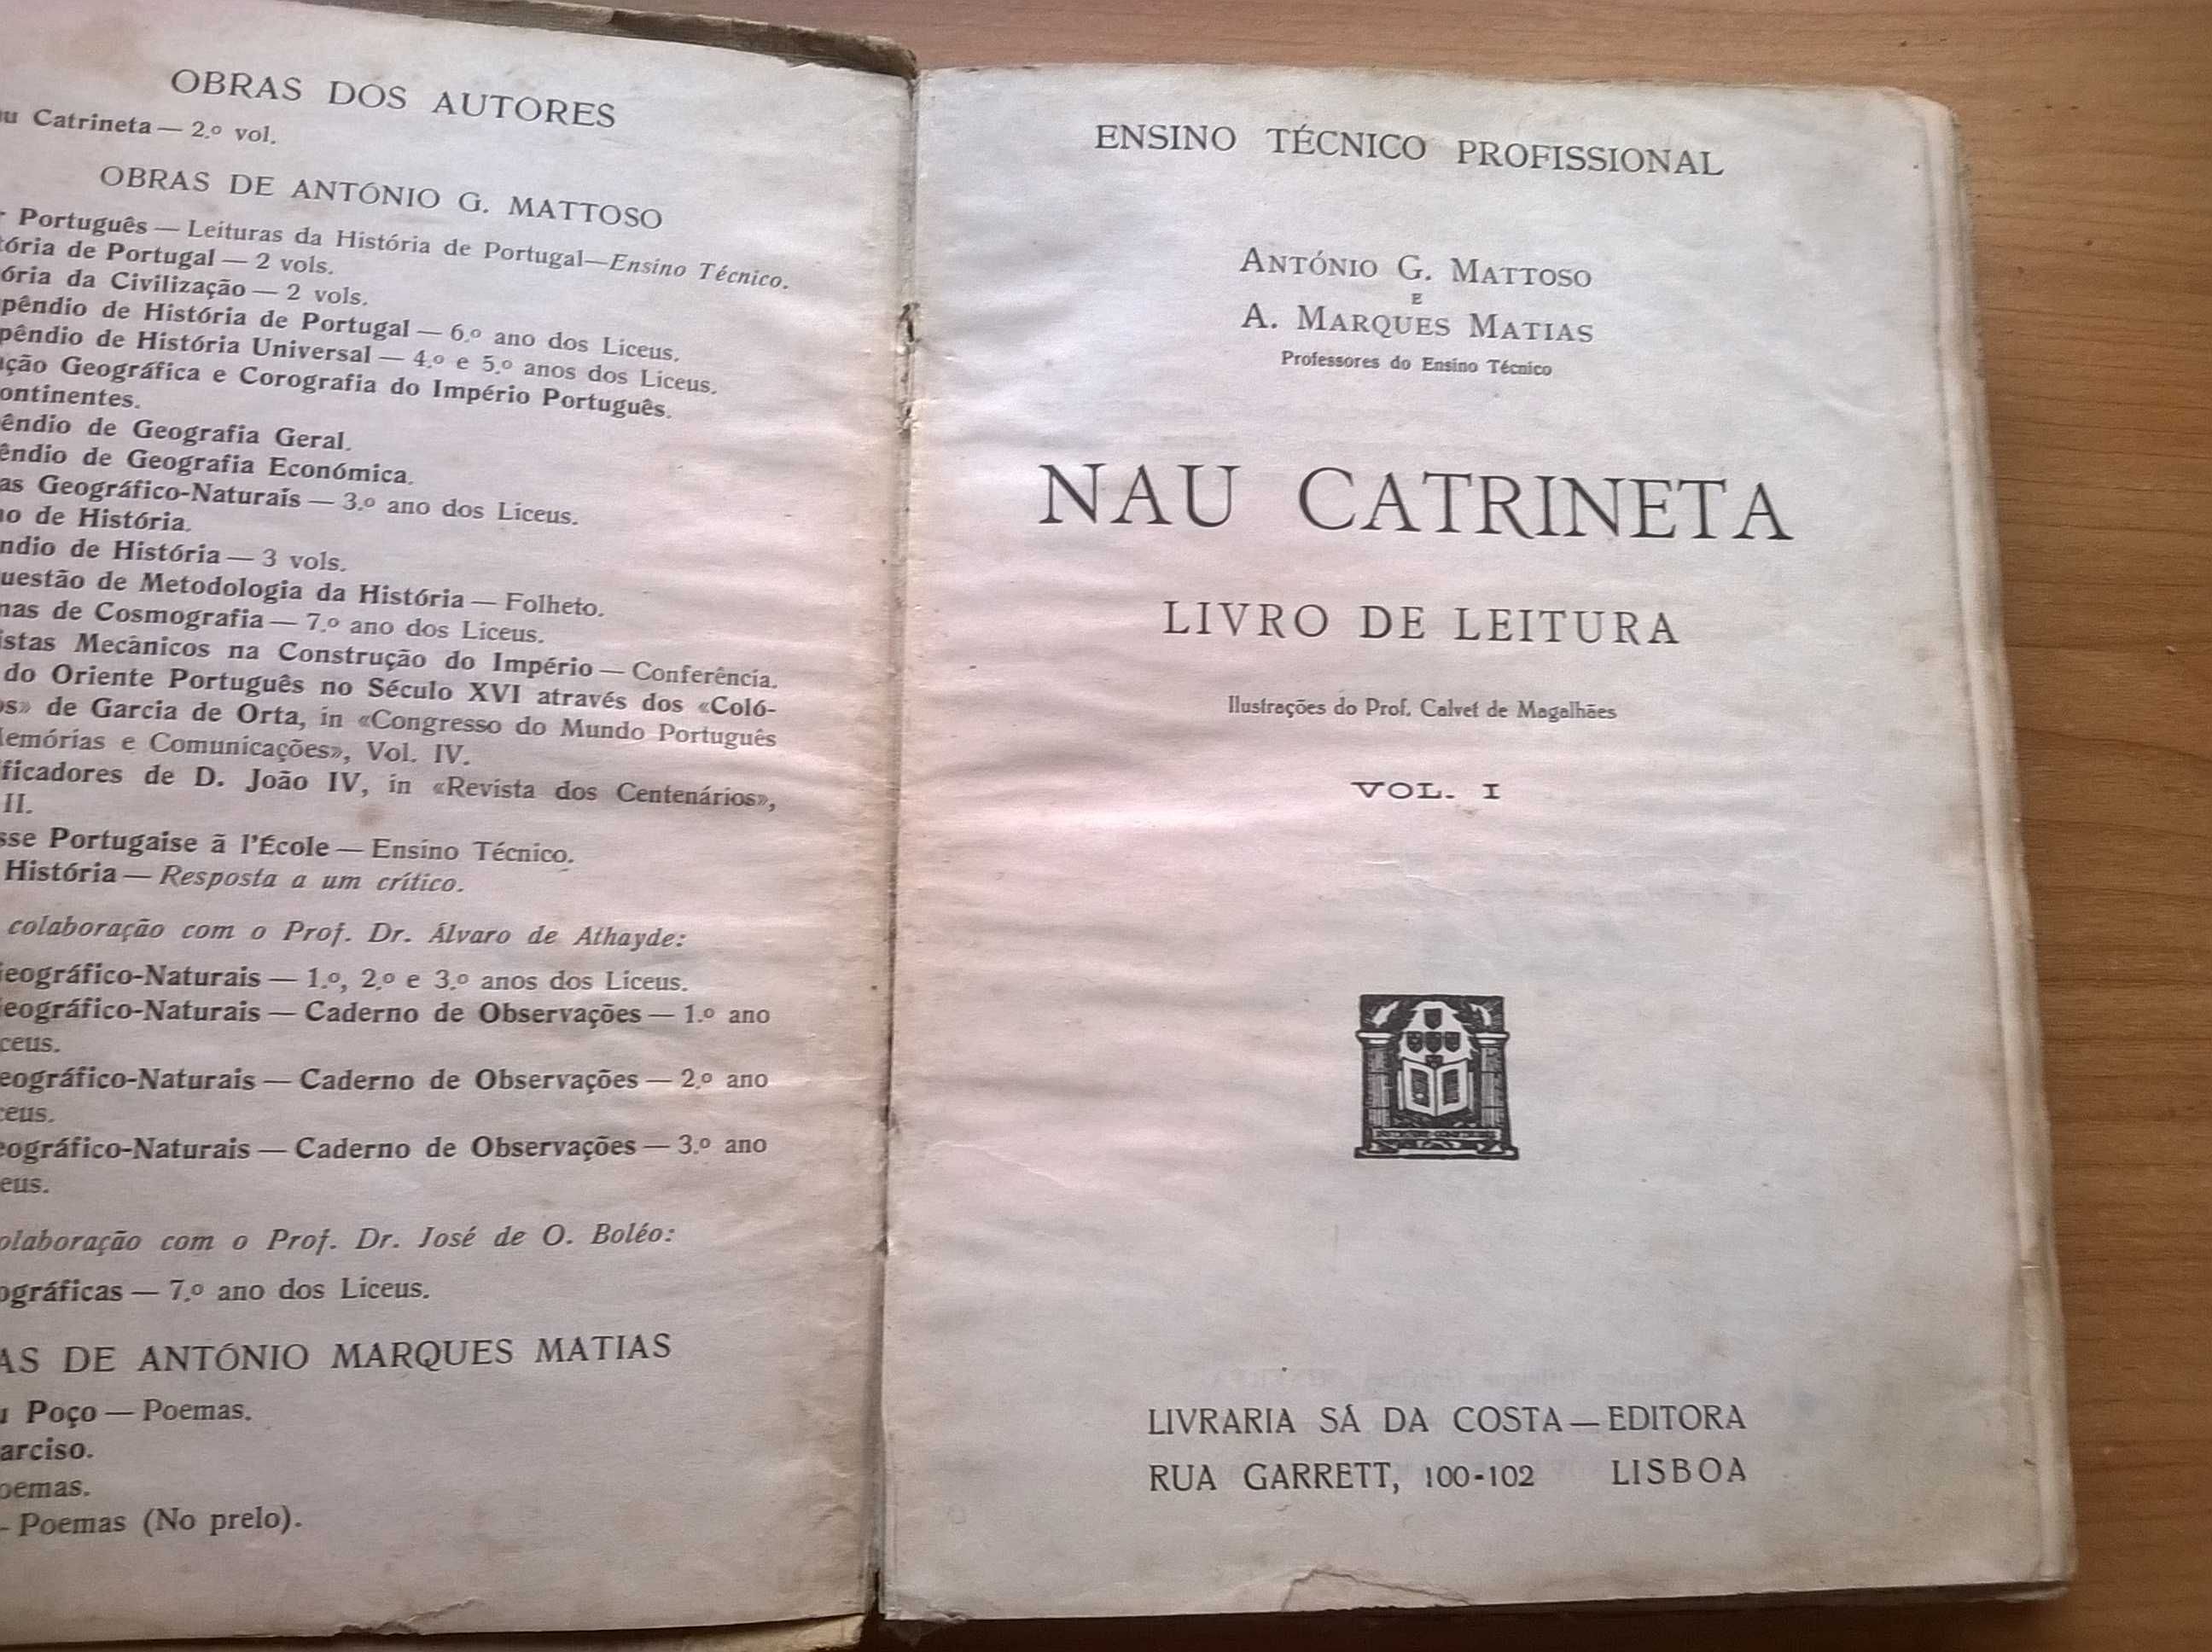 OBRAS DOS AUTORES
Catrineta — 2.º vol.
OBRAS DE ANTÓNIO G. MATTOSO
Português — Leituras da História de Portugal—Ensino Técnico.
tória de Portugal — 2 vols.
ória da Civilização — 2 vols.
pêndio de História de Portugal — 6.º ano dos Liceus.
pêndio de História Universal — 4.º e 5.º anos dos Liceus.
ção Geográfica e Corografia do Império Português.
ontinentes.
êndio de Geografia Geral.
êndio de Geografia Económica.
as Geográfico-Naturais — 3.º ano dos Liceus.
no de História.
ndio de História — 3 vols.
uestão de Metodologia da História — Folheto.
mas de Cosmografia — 7.º ano dos Liceus.
istas Mecânicos na Construção do Império — Conferência.
do Oriente Português no Século XVI através dos «Coló-
os» de Garcia de Orta, in «Congresso do Mundo Português
Memórias e Comunicações», Vol. IV.
ficadores de D. João IV, in «Revista dos Centenários»,
II.
sse Portugaise ã l'École — Ensino Técnico.
História — Resposta a um crítico.
colaboração com o Prof. Dr. Álvaro de Athayde:
eográfico-Naturais — 1.º, 2.º e 3.º anos dos Liceus.
eográfico-Naturais — Caderno de Observações — 1.º ano
ceus.
eográfico-Naturais — Caderno de Observações — 2.º ano
ceus.
eográfico-Naturais — Caderno de Observações — 3.º ano
eus.
olaboração com o Prof. Dr. José de O. Boléo:
ográficas — 7.º ano dos Liceus.
AS DE ANTÓNIO MARQUES MATIAS
Poço — Poemas.
arciso.
oemas.
- Poemas (No prelo).
ENSINO TÉCNICO PROFISSIONAL
ANTÓNIO G. MATTOSO
E
A. MARQUES MATIAS
Professores do Ensino Técnico
NAU CATRINETA
LIVRO DE LEITURA
Ilustrações do Prof. Calvet de Magalhães
VOL. I
LIVRARIA SÁ DA COSTA — EDITORA
RUA GARRETT, 100-102 LISBOA